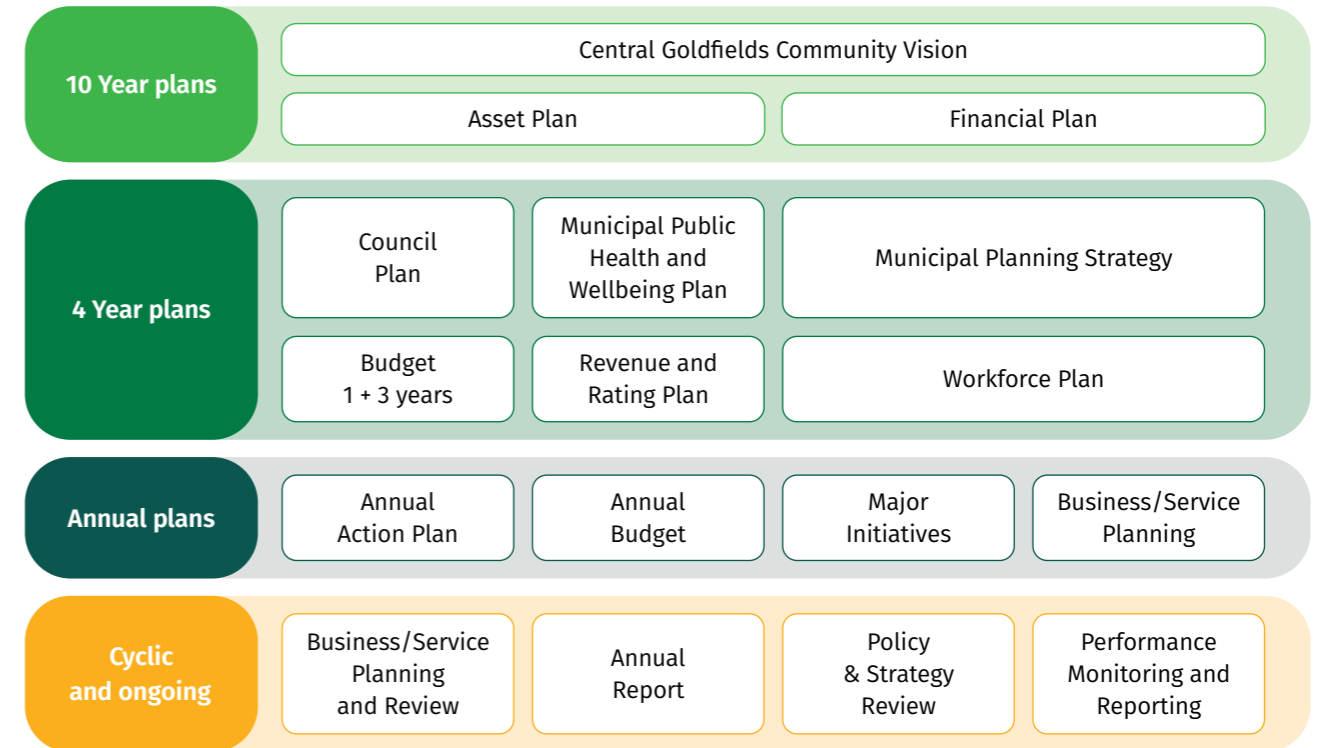 10 Year plans
Central Goldfields Community Vision
Asset Plan
Financial Plan
4 Year plans
Council
Plan
Municipal Public
Health and
Wellbeing Plan
Municipal Planning Strategy
Budget
1 + 3 years
Revenue and
Rating Plan
Workforce Plan
Annual plans
Annual
Action Plan
Annual
Budget
Major
Initiatives
Business/Service
Planning
Cyclic
and ongoing
Business/Service
Planning
and Review
Annual
Report
Policy
& Strategy
Review
Performance
Monitoring and
Reporting